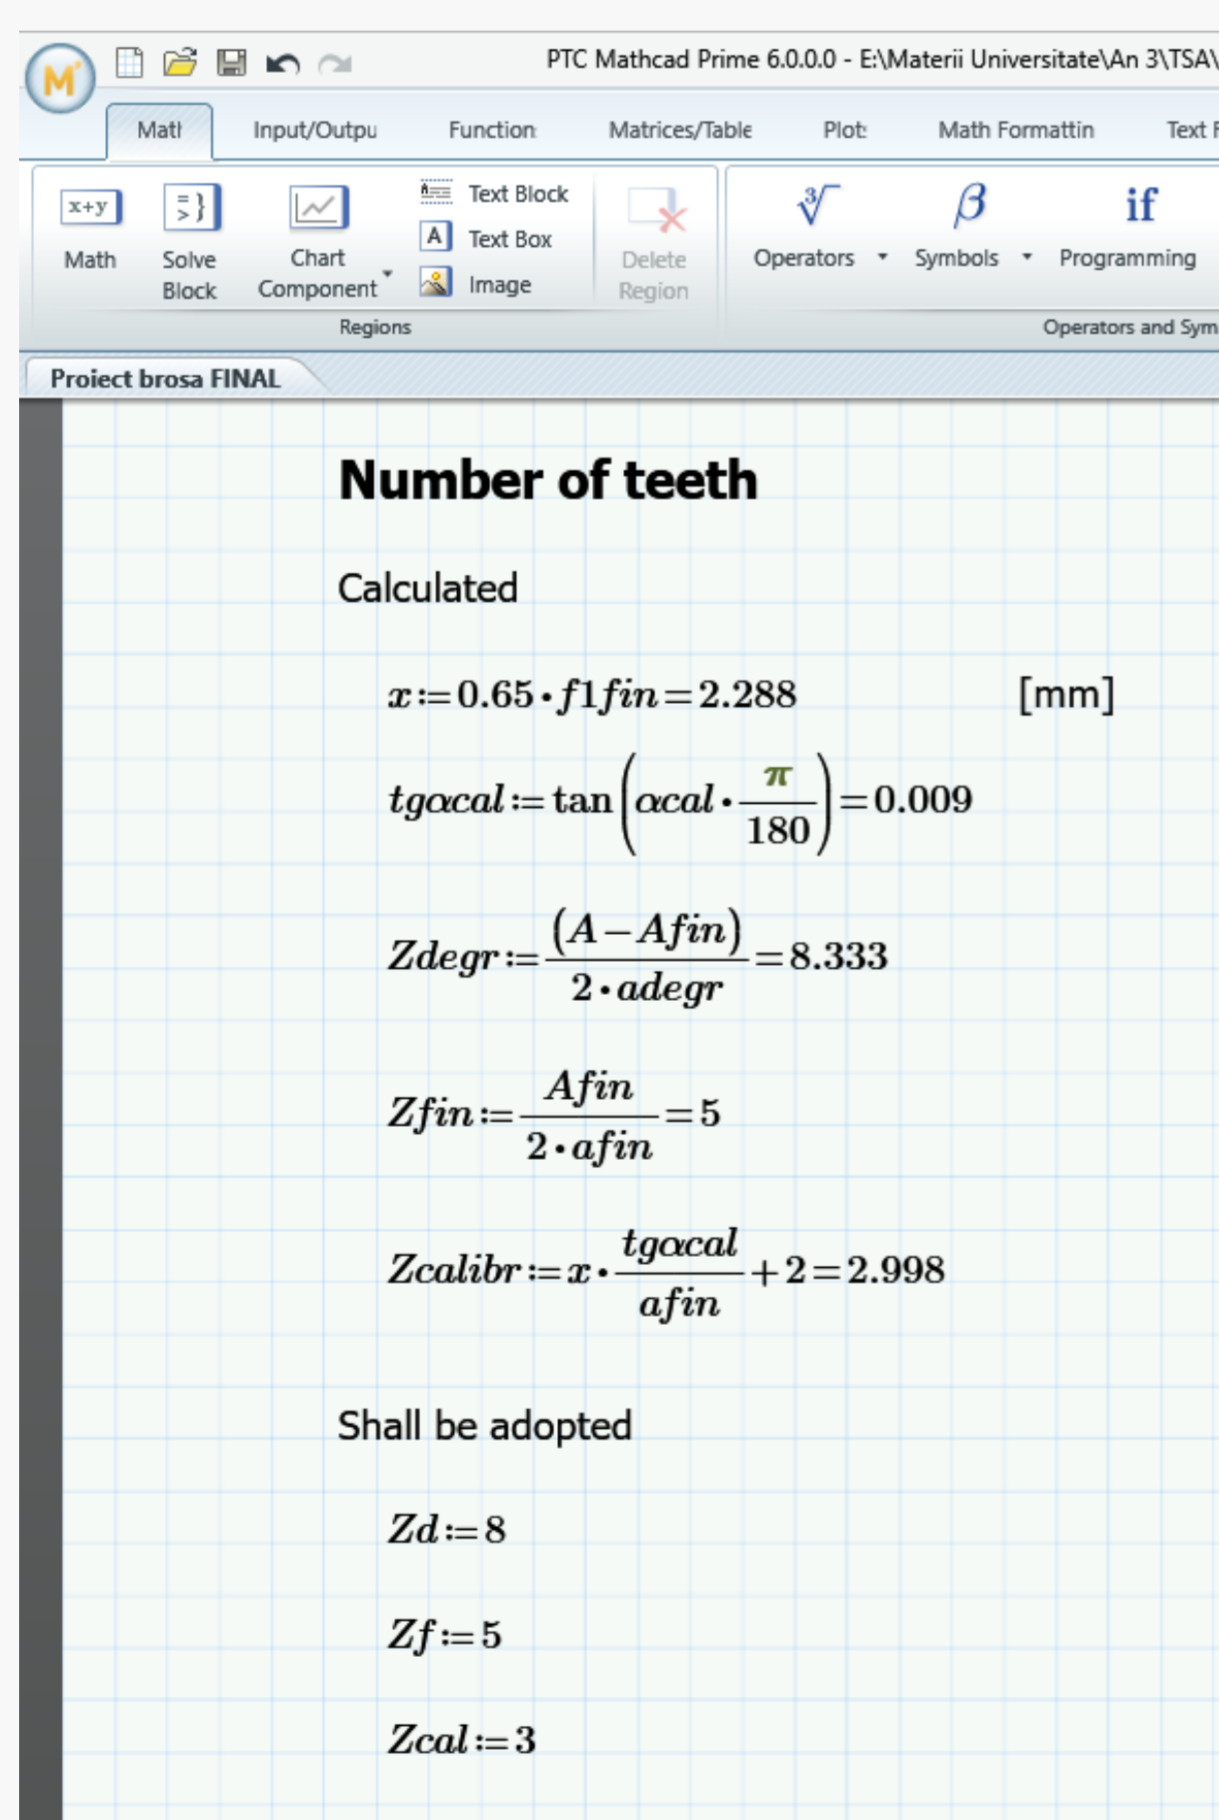 PTC Mathcad Prime 6.0.0.0 - E:\Materii Universitate\An 3\TSA\
Math Input/Outpu Function Matrices/Table Plot Math Formattin Text F
x+y
Math
Solve Block
Chart Component
Text Block
Text Box
Image
Delete Region
Operators
Symbols
if
Programming
Regions
Operators and Sym
Proiect brosa FINAL
Number of teeth
Calculated
x:=0.65•f1fin=2.288 [mm]
tgαcal:=tan(αcal•π/180)=0.009
Zdegr:=(A−Afin)/2•adegr=8.333
Zfin:=Afin/2•afin=5
Zcalibr:=x•tgαcal/afin+2=2.998
Shall be adopted
Zd:=8
Zf:=5
Zcal:=3